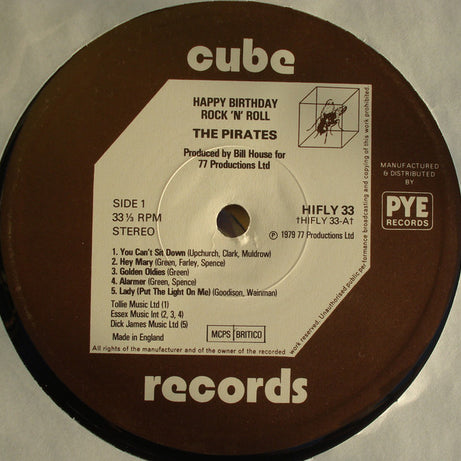 cube
HAPPY BIRTHDAY
ROCK 'N' ROLL
THE PIRATES
Produced by Bill House for
77 Productions Ltd
MANUFACTURED
& DISTRIBUTED
BY
PYE
RECORDS
SIDE 1
33 ⅓ RPM
STEREO
HIFLY 33
†HIFLY 33-A†
℗ 1979 77 Productions Ltd
1. You Can't Sit Down (Upchurch, Clark, Muldrow)
2. Hey Mary (Green, Farley, Spence)
3. Golden Oldies (Green)
4. Alarmer (Green, Spence)
5. Lady (Put The Light On Me) (Goodison, Wainman)
Tollie Music Ltd (1)
Essex Music Int (2, 3, 4)
Dick James Music Ltd (5)
Made in England
MCPS BRITICO
All rights of the manufacturer and of the owner of the recorded
work reserved. Unauthorised public per
formance broadcasting and copying of this work prohibited.
records